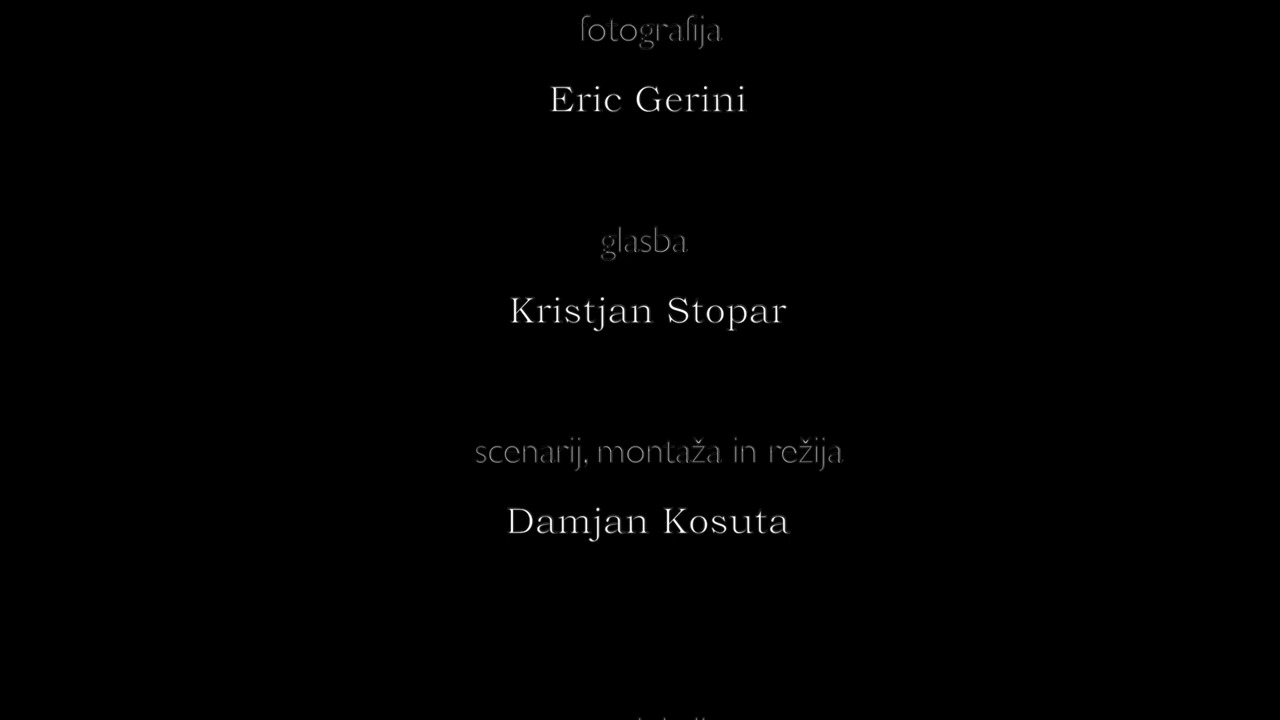 fotografija
Eric Gerini
glasba
Kristjan Stopar
scenarij, montaža in režija
Damjan Kosuta